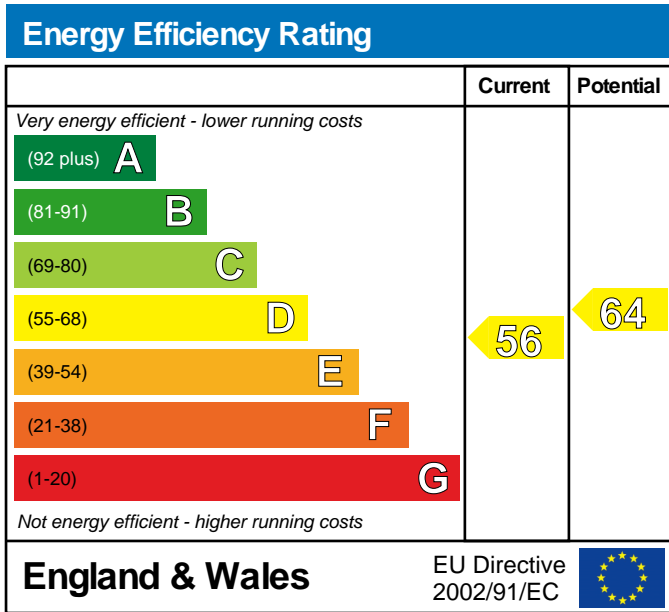 Energy Efficiency Rating
Current Potential
Very energy efficient - lower running costs
(92 plus) A
(81-91) B
(69-80) C
(55-68) D
(39-54) E
(21-38) F
(1-20) G
56
64
Not energy efficient - higher running costs
England & Wales
EU Directive
2002/91/EC